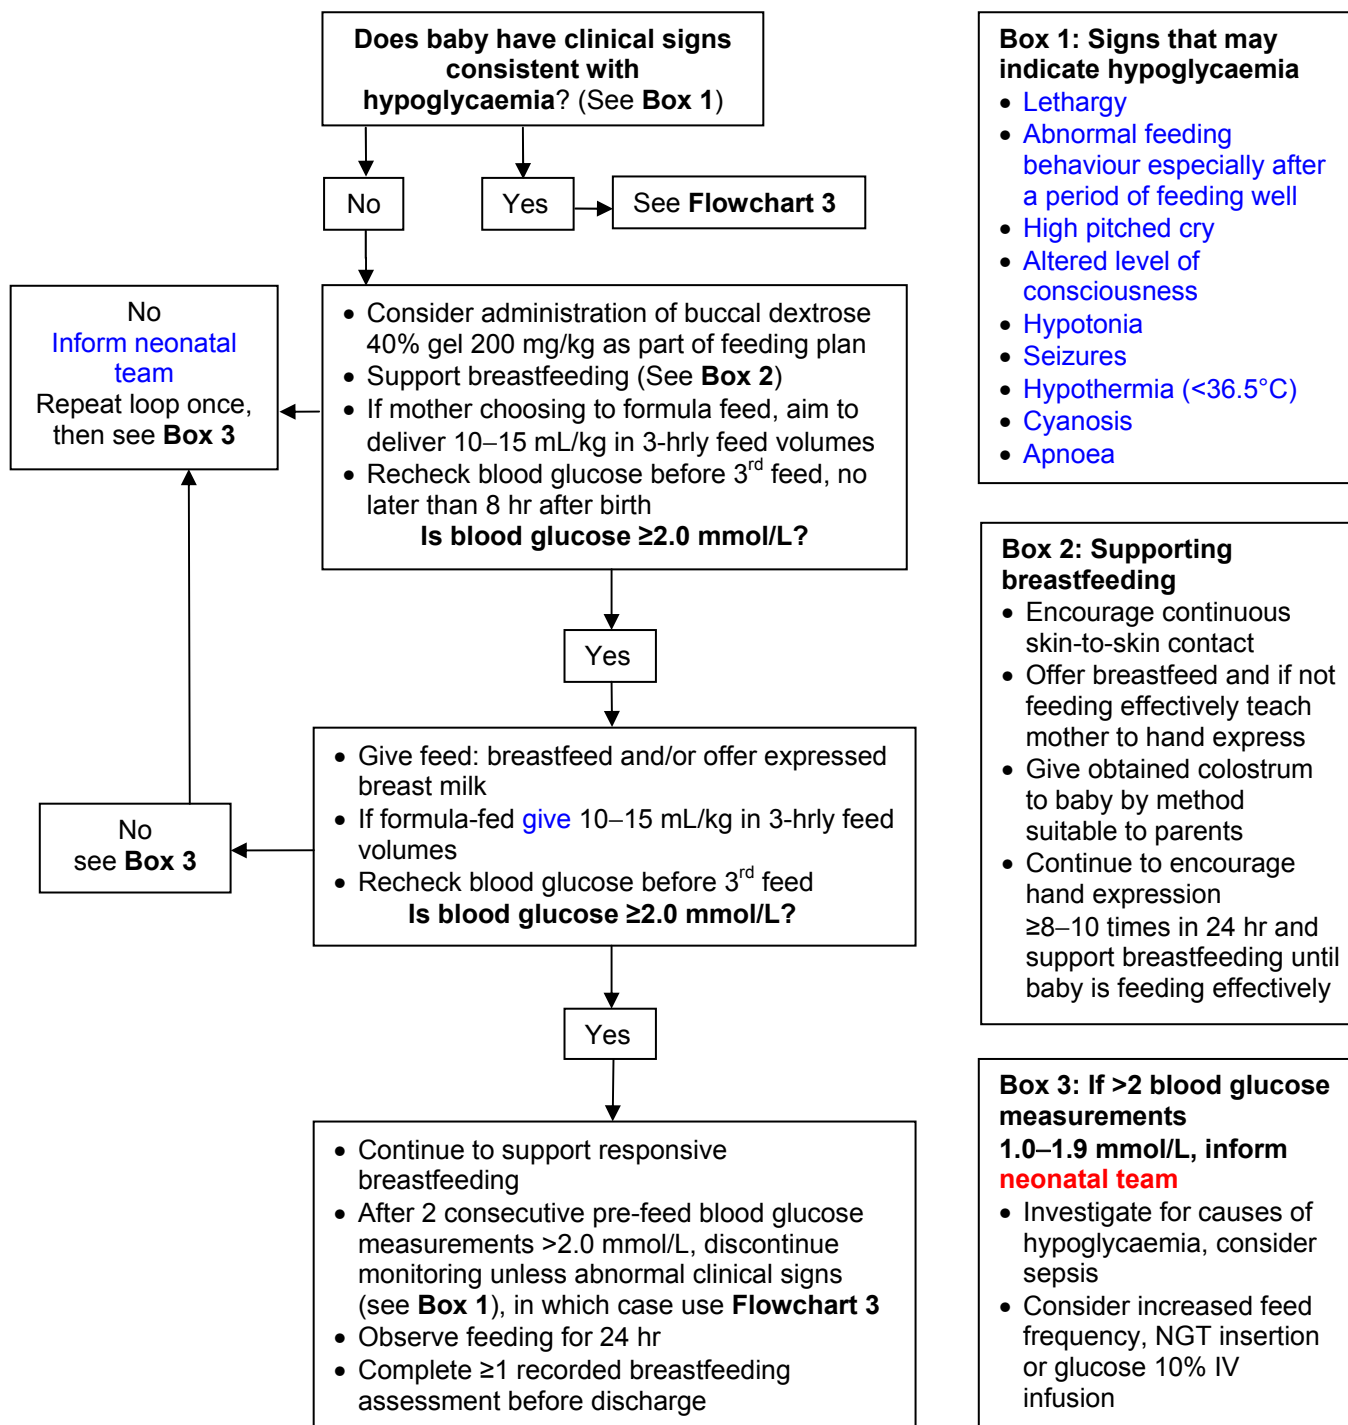 Does baby have clinical signs
consistent with
hypoglycaemia? (See Box 1)
No
Yes
See Flowchart 3
• Consider administration of buccal dextrose
40% gel 200 mg/kg as part of feeding plan
• Support breastfeeding (See Box 2)
• If mother choosing to formula feed, aim to
deliver 10–15 mL/kg in 3-hrly feed volumes
• Recheck blood glucose before 3rd feed, no
later than 8 hr after birth
Is blood glucose ≥2.0 mmol/L?
No
Inform neonatal
team
Repeat loop once,
then see Box 3
Yes
• Give feed: breastfeed and/or offer expressed
breast milk
• If formula-fed give 10–15 mL/kg in 3-hrly feed
volumes
• Recheck blood glucose before 3rd feed
Is blood glucose ≥2.0 mmol/L?
No
see Box 3
Yes
• Continue to support responsive
breastfeeding
• After 2 consecutive pre-feed blood glucose
measurements >2.0 mmol/L, discontinue
monitoring unless abnormal clinical signs
(see Box 1), in which case use Flowchart 3
• Observe feeding for 24 hr
• Complete ≥1 recorded breastfeeding
assessment before discharge
Box 1: Signs that may
indicate hypoglycaemia
• Lethargy
• Abnormal feeding
behaviour especially after
a period of feeding well
• High pitched cry
• Altered level of
consciousness
• Hypotonia
• Seizures
• Hypothermia (<36.5°C)
• Cyanosis
• Apnoea
Box 2: Supporting
breastfeeding
• Encourage continuous
skin-to-skin contact
• Offer breastfeed and if not
feeding effectively teach
mother to hand express
• Give obtained colostrum
to baby by method
suitable to parents
• Continue to encourage
hand expression
≥8–10 times in 24 hr and
support breastfeeding until
baby is feeding effectively
Box 3: If >2 blood glucose
measurements
1.0–1.9 mmol/L, inform
neonatal team
• Investigate for causes of
hypoglycaemia, consider
sepsis
• Consider increased feed
frequency, NGT insertion
or glucose 10% IV
infusion